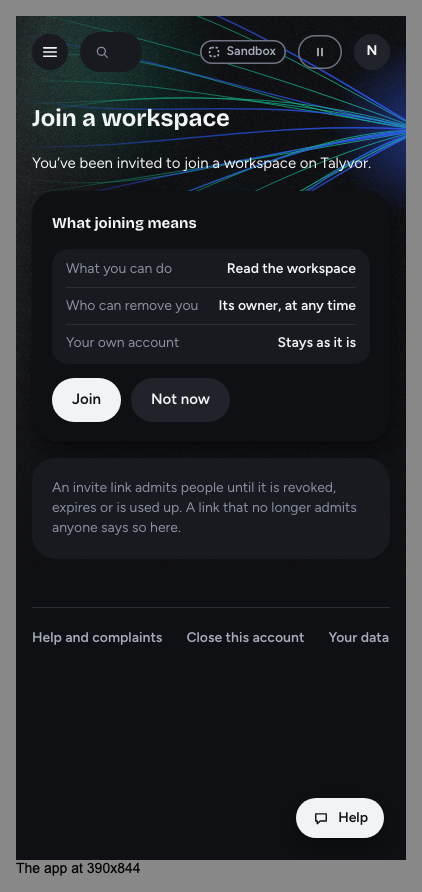 Sandbox
N
Join a workspace
You've been invited to join a workspace on Talyvor.
What joining means
What you can do Read the workspace
Who can remove you Its owner, at any time
Your own account Stays as it is
Join Not now
An invite link admits people until it is revoked,
expires or is used up. A link that no longer admits
anyone says so here.
Help and complaints Close this account Your data
Help
The app at 390x844